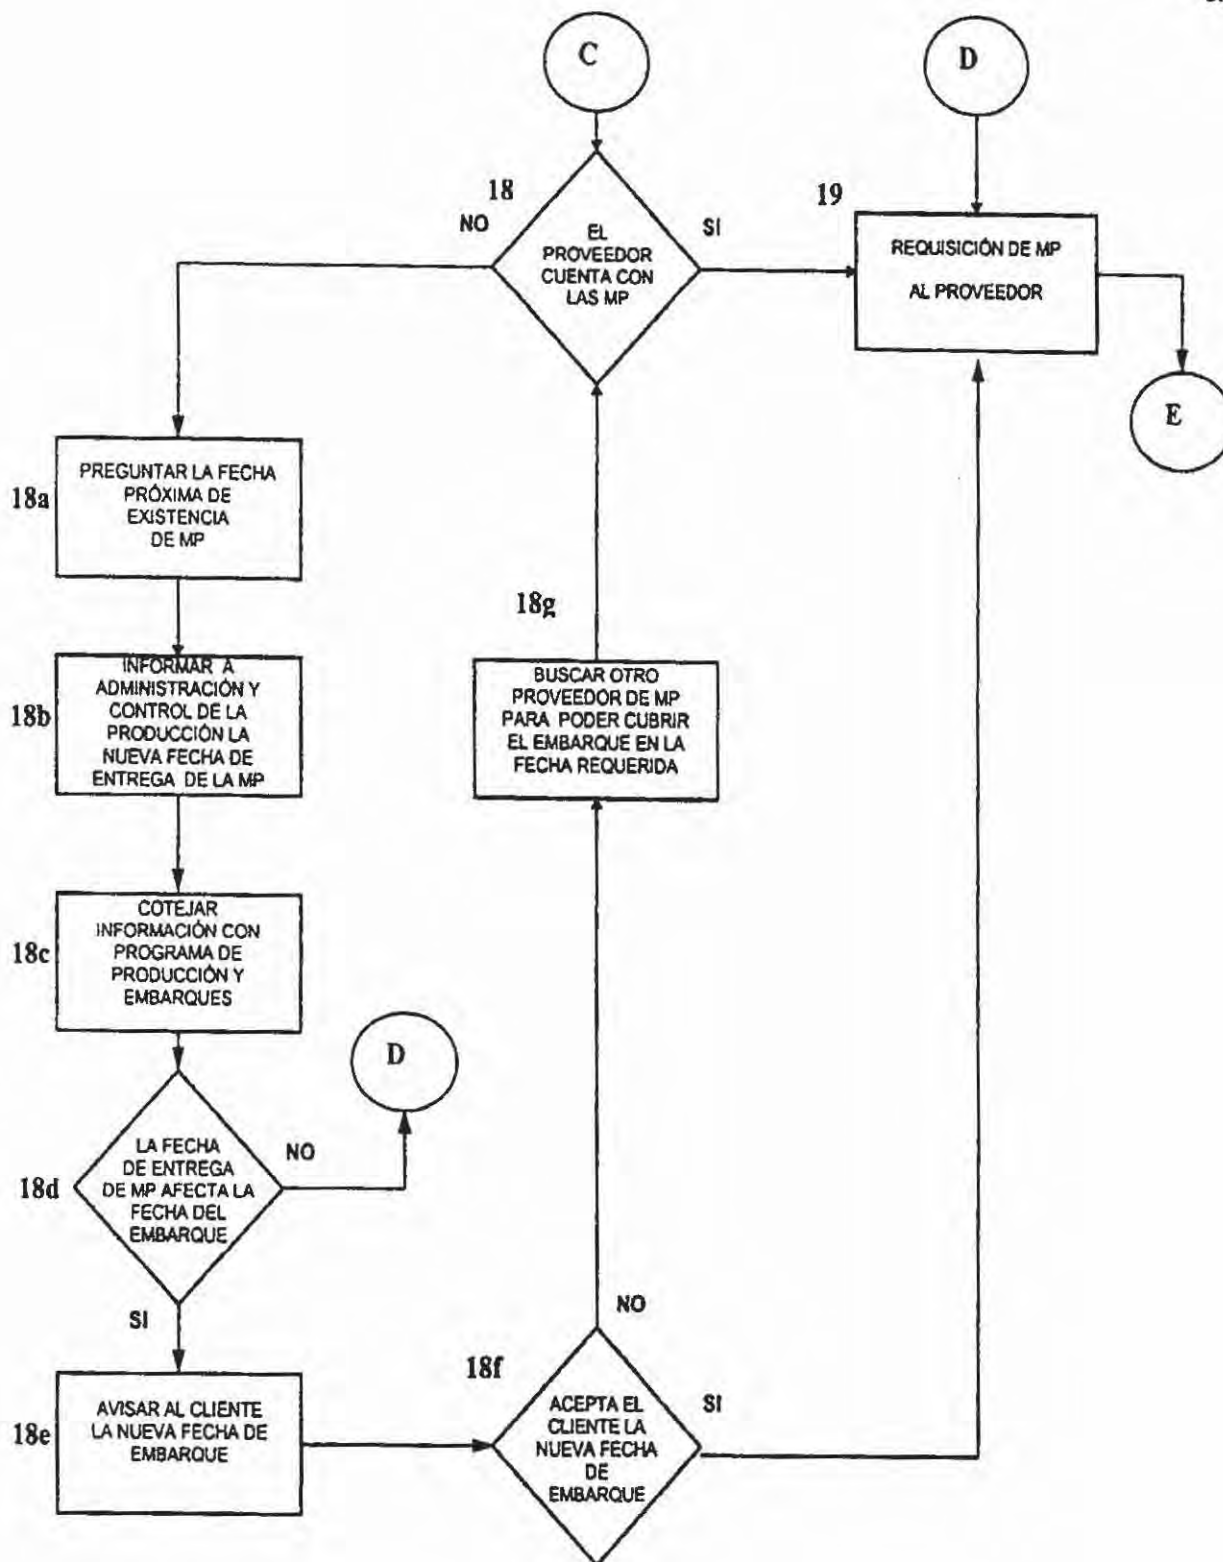 C
D
18
NO
EL
PROVEEDOR
CUENTA CON
LAS MP
SI
19
REQUISICIÓN DE MP
AL PROVEEDOR
E
18a
PREGUNTAR LA FECHA
PRÓXIMA DE
EXISTENCIA
DE MP
18b
INFORMAR A
ADMINISTRACIÓN Y
CONTROL DE LA
PRODUCCIÓN LA
NUEVA FECHA DE
ENTREGA DE LA MP
18g
BUSCAR OTRO
PROVEEDOR DE MP
PARA PODER CUBRIR
EL EMBARQUE EN LA
FECHA REQUERIDA
18c
COTEJAR
INFORMACIÓN CON
PROGRAMA DE
PRODUCCIÓN Y
EMBARQUES
D
18d
LA FECHA
DE ENTREGA
DE MP AFECTA LA
FECHA DEL
EMBARQUE
NO
SI
18e
AVISAR AL CLIENTE
LA NUEVA FECHA DE
EMBARQUE
18f
NO
ACEPTA EL
CLIENTE LA
NUEVA FECHA
DE
EMBARQUE
SI